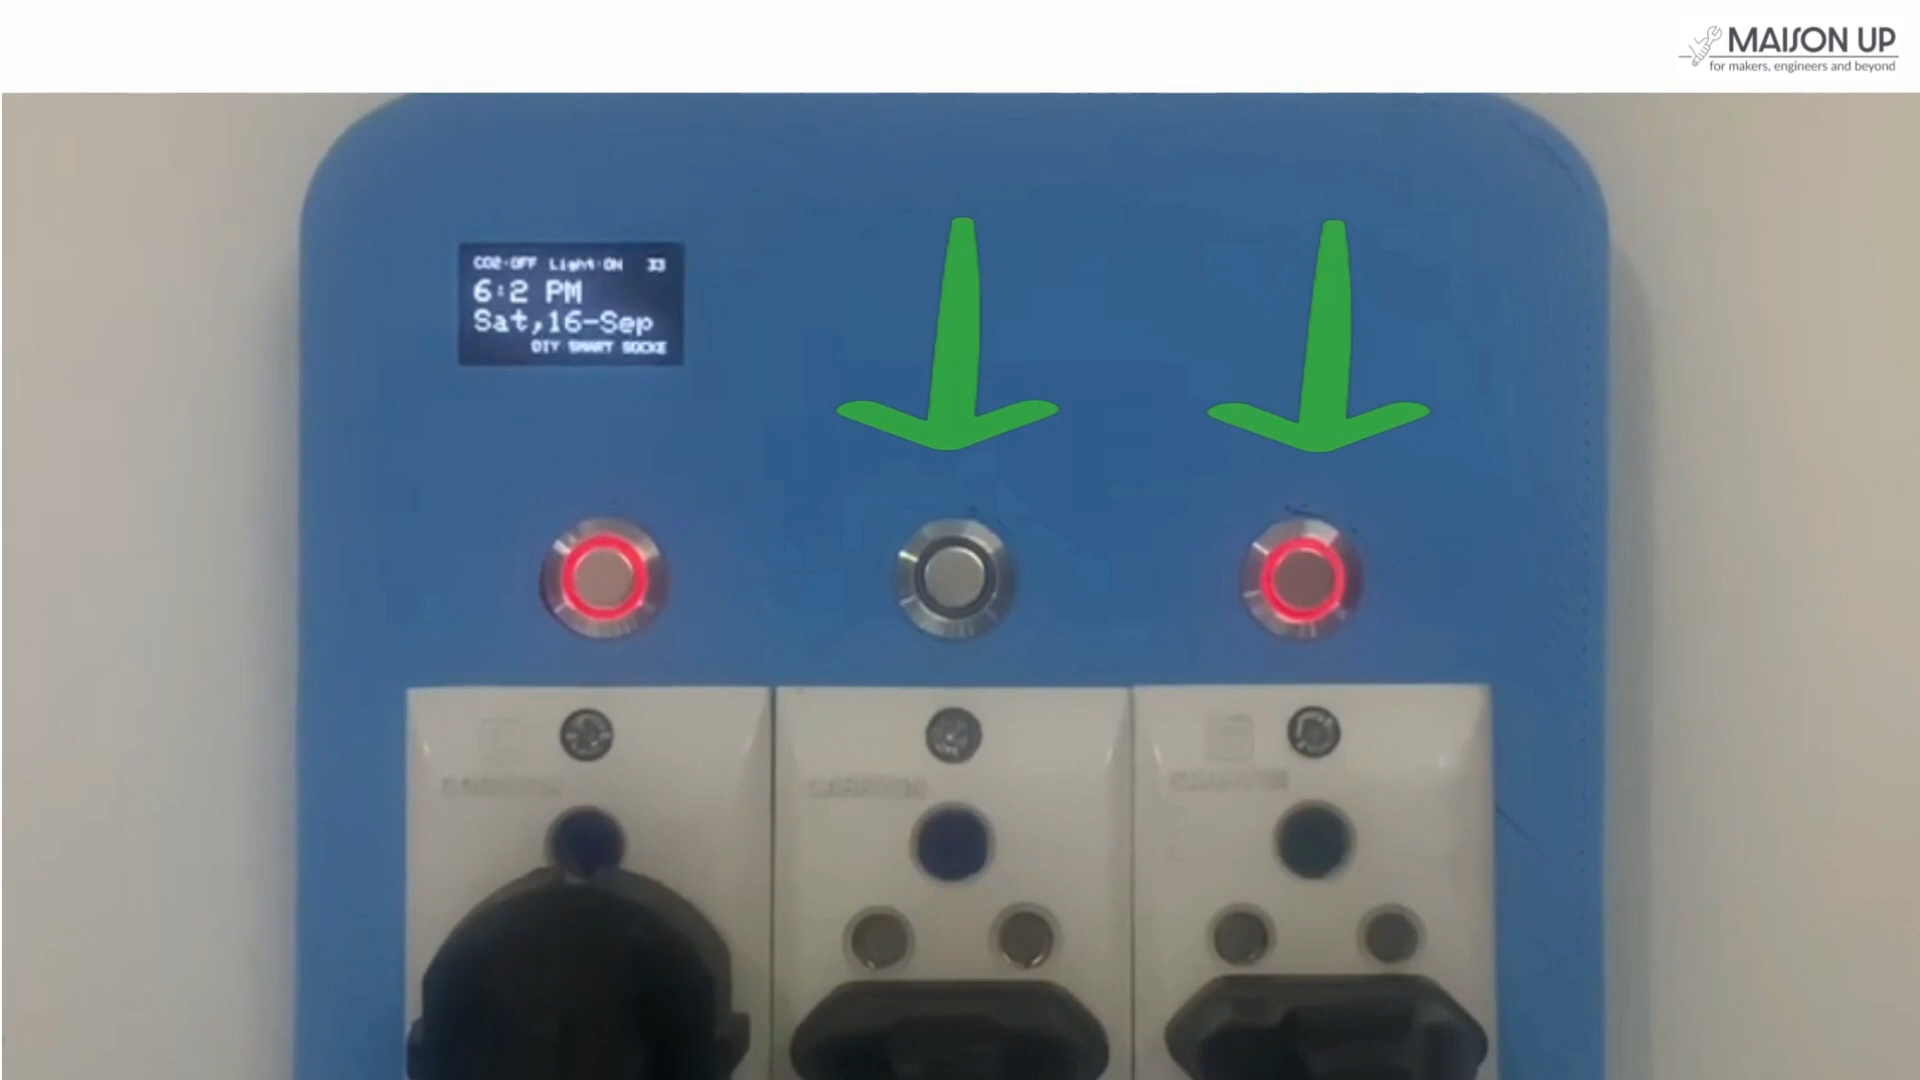 MAISON UP
for makers, engineers and beyond
CO2:OFF Light:ON 33
6:2 PM
Sat,16-Sep
DIY SMART SOCKE